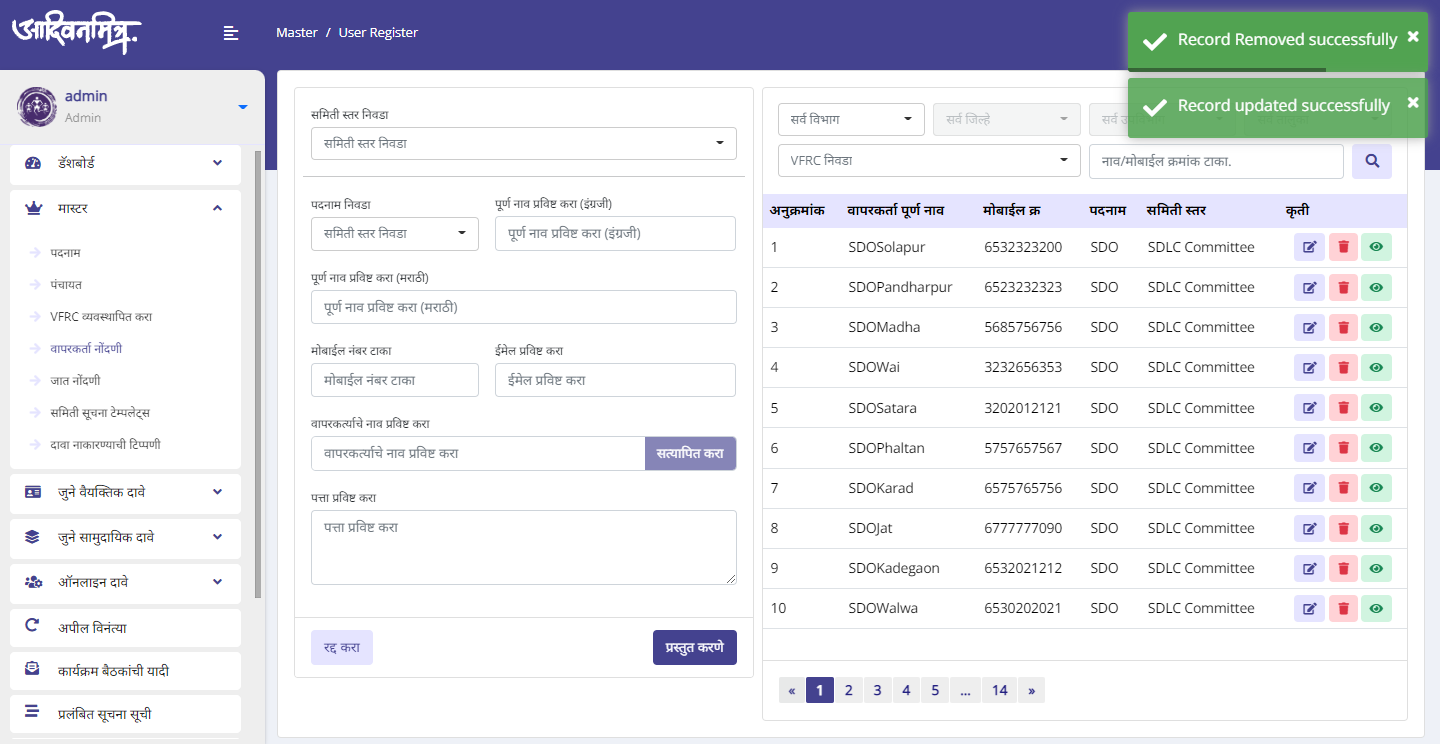 आदिवनमित्र
Master / User Register
Record Removed successfully
Record updated successfully
admin
Admin
डॅशबोर्ड
मास्टर
पदनाम
पंचायत
VFRC व्यवस्थापित करा
वापरकर्ता नोंदणी
जात नोंदणी
समिती सूचना टेम्पलेट्स
दावा नाकारण्याची टिप्पणी
जुने वैयक्तिक दावे
जुने सामुदायिक दावे
ऑनलाइन दावे
अपील विनंत्या
कार्यक्रम बैठकांची यादी
प्रलंबित सूचना सूची
समिती स्तर निवडा
समिती स्तर निवडा
पदनाम निवडा
पूर्ण नाव प्रविष्ट करा (इंग्रजी)
समिती स्तर निवडा
पूर्ण नाव प्रविष्ट करा (इंग्रजी)
पूर्ण नाव प्रविष्ट करा (मराठी)
पूर्ण नाव प्रविष्ट करा (मराठी)
मोबाईल नंबर टाका
ईमेल प्रविष्ट करा
मोबाईल नंबर टाका
ईमेल प्रविष्ट करा
वापरकर्त्याचे नाव प्रविष्ट करा
वापरकर्त्याचे नाव प्रविष्ट करा
सत्यापित करा
पत्ता प्रविष्ट करा
पत्ता प्रविष्ट करा
रद्द करा
प्रस्तुत करणे
सर्व विभाग
सर्व जिल्हे
VFRC निवडा
नाव/मोबाईल क्रमांक टाका.
अनुक्रमांक वापरकर्ता पूर्ण नाव मोबाईल क्र पदनाम समिती स्तर कृती
1 SDOSolapur 6532323200 SDO SDLC Committee
2 SDOPandharpur 6523232323 SDO SDLC Committee
3 SDOMadha 5685756756 SDO SDLC Committee
4 SDOWai 3232656353 SDO SDLC Committee
5 SDOSatara 3202012121 SDO SDLC Committee
6 SDOPhaltan 5757657567 SDO SDLC Committee
7 SDOKarad 6575765756 SDO SDLC Committee
8 SDOJat 6777777090 SDO SDLC Committee
9 SDOKadegaon 6532021212 SDO SDLC Committee
10 SDOWalwa 6530202021 SDO SDLC Committee
« 1 2 3 4 5 ... 14 »